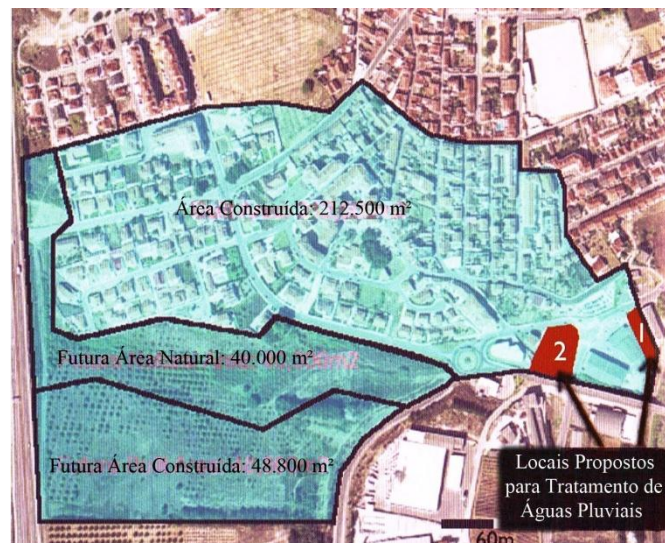 Área Construída: 212.500 m²
Futura Área Natural: 40.000 m²
2
1
Futura Área Construída: 48.800 m²
Locais Propostos
para Tratamento de
Águas Pluviais
60m